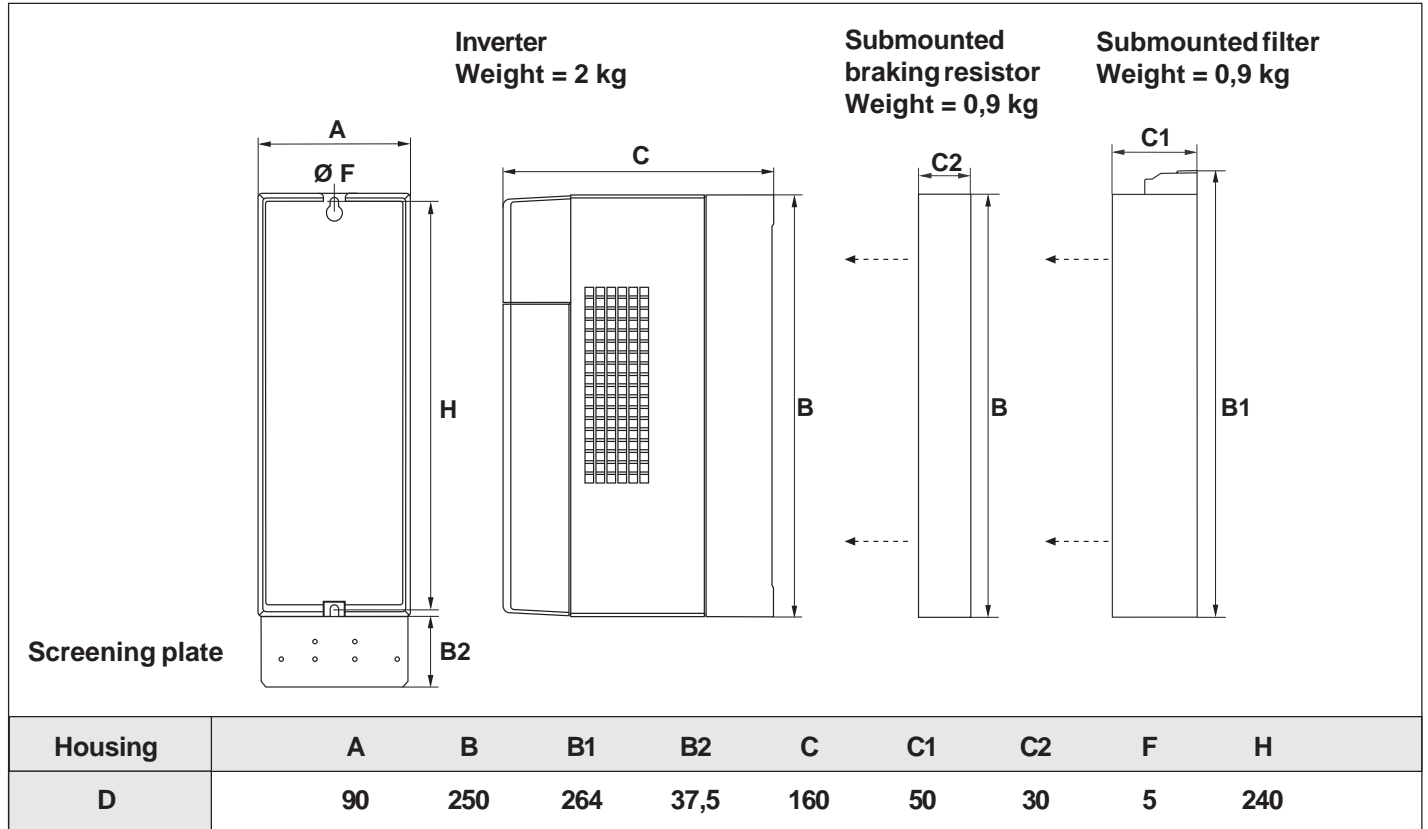 Inverter
Weight = 2 kg
Submounted
braking resistor
Weight = 0,9 kg
Submounted filter
Weight = 0,9 kg
A
Ø F
C
C2
C1
H
B
B
B1
Screening plate
B2
Housing A B B1 B2 C C1 C2 F H
D 90 250 264 37,5 160 50 30 5 240